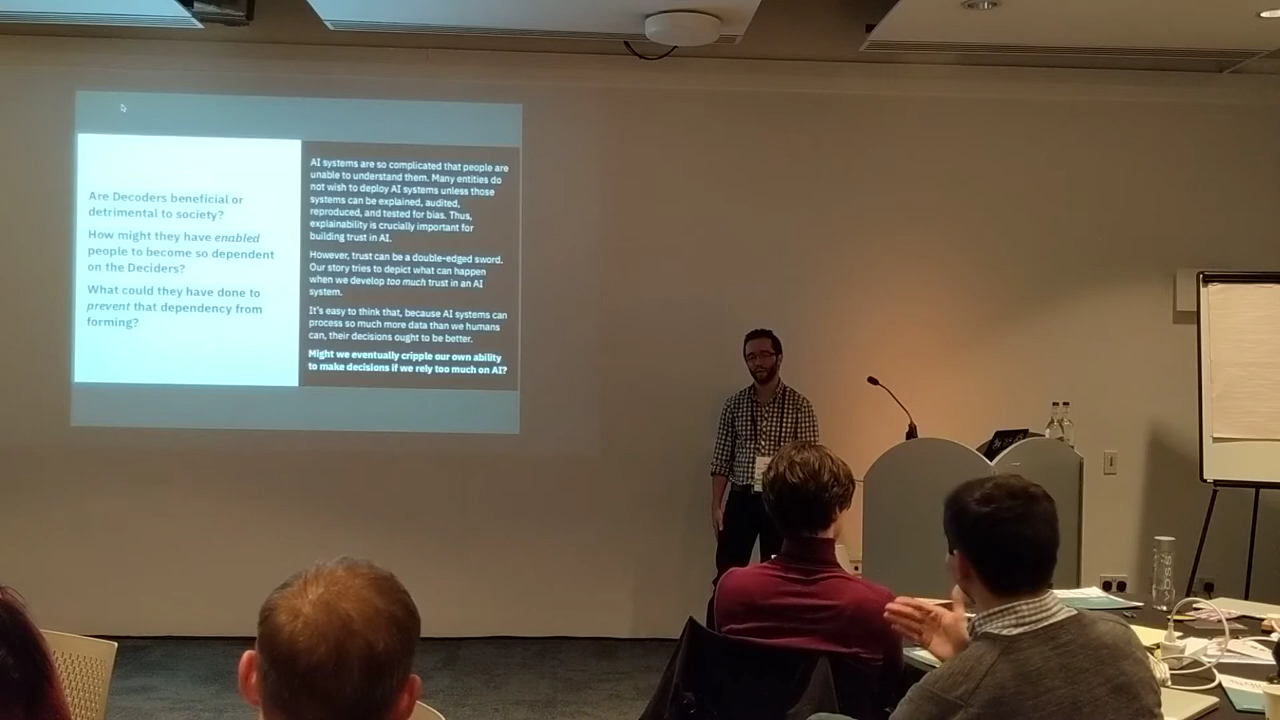 Are Decoders beneficial or
detrimental to society?
How might they have enabled
people to become so dependent
on the Deciders?
What could they have done to
prevent that dependency from
forming?
AI systems are so complicated that people are
unable to understand them. Many entities do
not wish to deploy AI systems unless those
systems can be explained, audited,
reproduced, and tested for bias. Thus,
explainability is crucially important for
building trust in AI.
However, trust can be a double-edged sword.
Our story tries to depict what can happen
when we develop too much trust in an AI
system.
It's easy to think that, because AI systems can
process so much more data than we humans
can, their decisions ought to be better.
Might we eventually cripple our own ability
to make decisions if we rely too much on AI?
voss